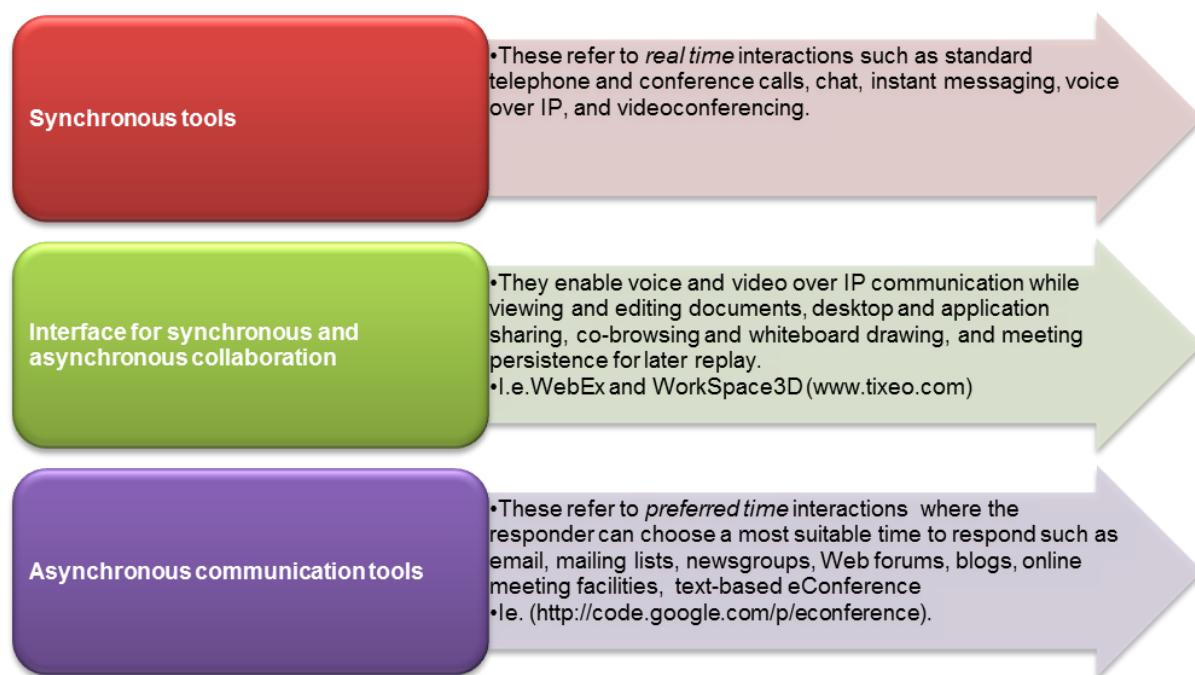 Synchronous tools
•These refer to real time interactions such as standard
telephone and conference calls, chat, instant messaging, voice
over IP, and videoconferencing.
Interface for synchronous and
asynchronous collaboration
•They enable voice and video over IP communication while
viewing and editing documents, desktop and application
sharing, co-browsing and whiteboard drawing, and meeting
persistence for later replay.
•I.e.WebEx and WorkSpace3D (www.tixeo.com)
Asynchronous communication tools
•These refer to preferred time interactions  where the
responder can choose a most suitable time to respond such as
email, mailing lists, newsgroups, Web forums, blogs, online
meeting facilities,  text-based eConference
•Ie. (http://code.google.com/p/econference).